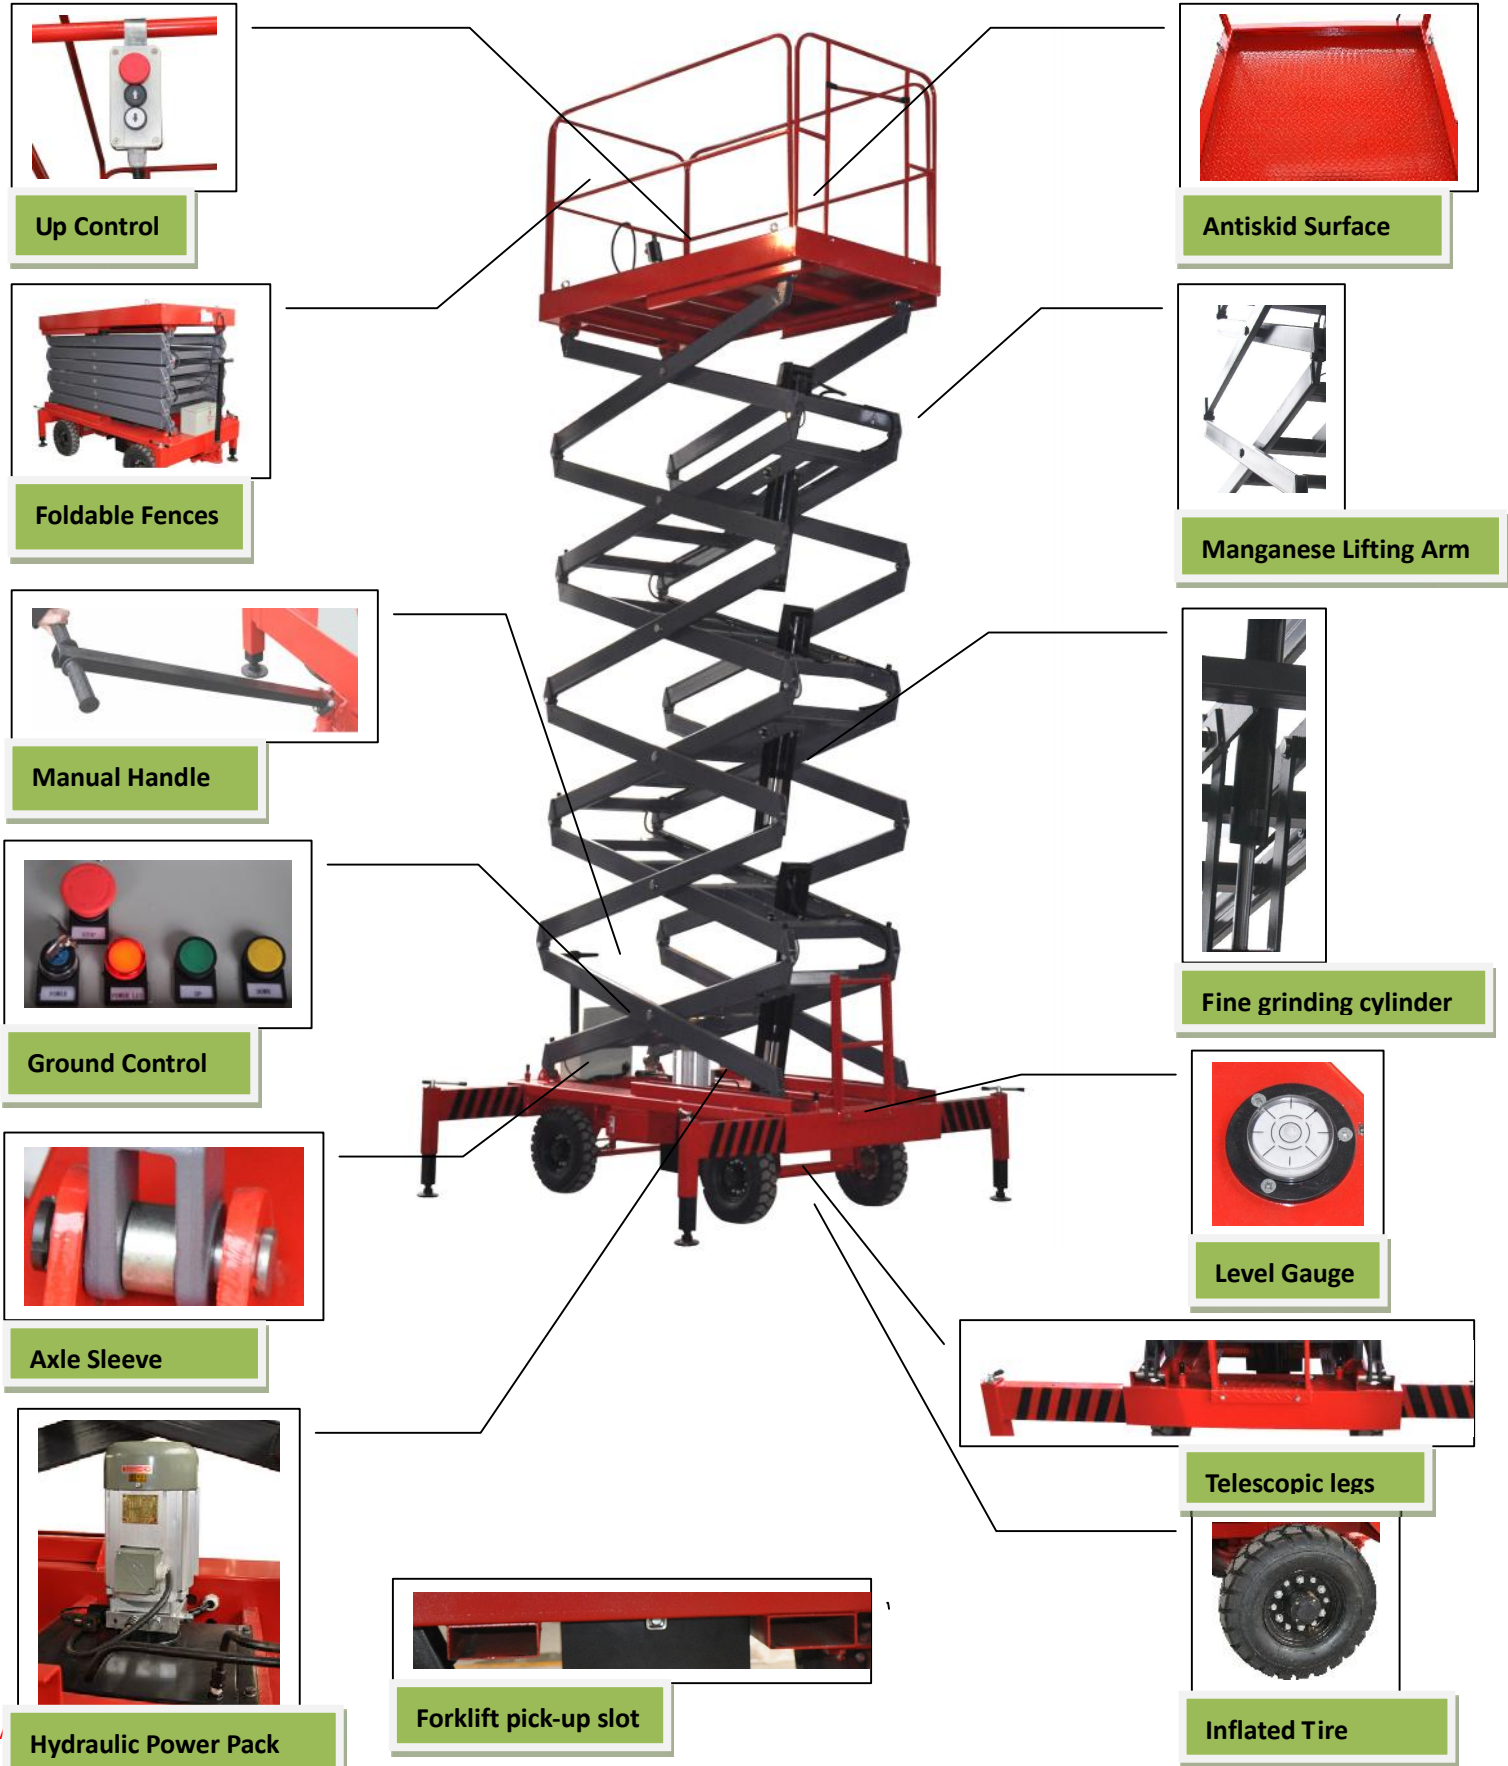 Up Control
Antiskid Surface
Foldable Fences
Manganese Lifting Arm
Manual Handle
Fine grinding cylinder
Ground Control
Level Gauge
Axle Sleeve
Telescopic legs
Forklift pick-up slot
Inflated Tire
Hydraulic Power Pack